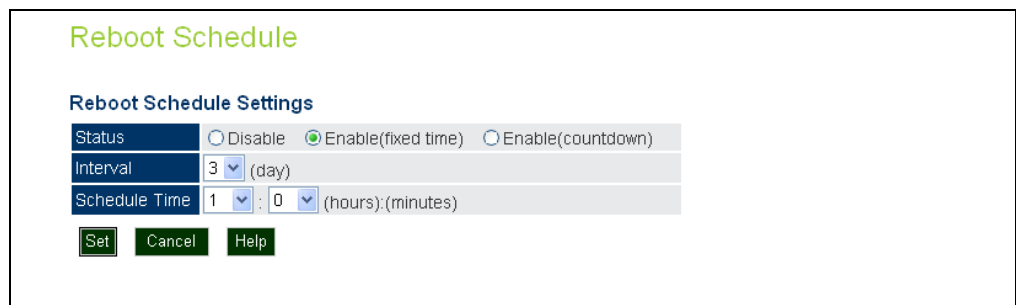 Reboot Schedule
Reboot Schedule Settings
Status Disable Enable(fixed time) Enable(countdown)
Interval 3 (day)
Schedule Time 1 : 0 (hours):(minutes)
Set Cancel Help